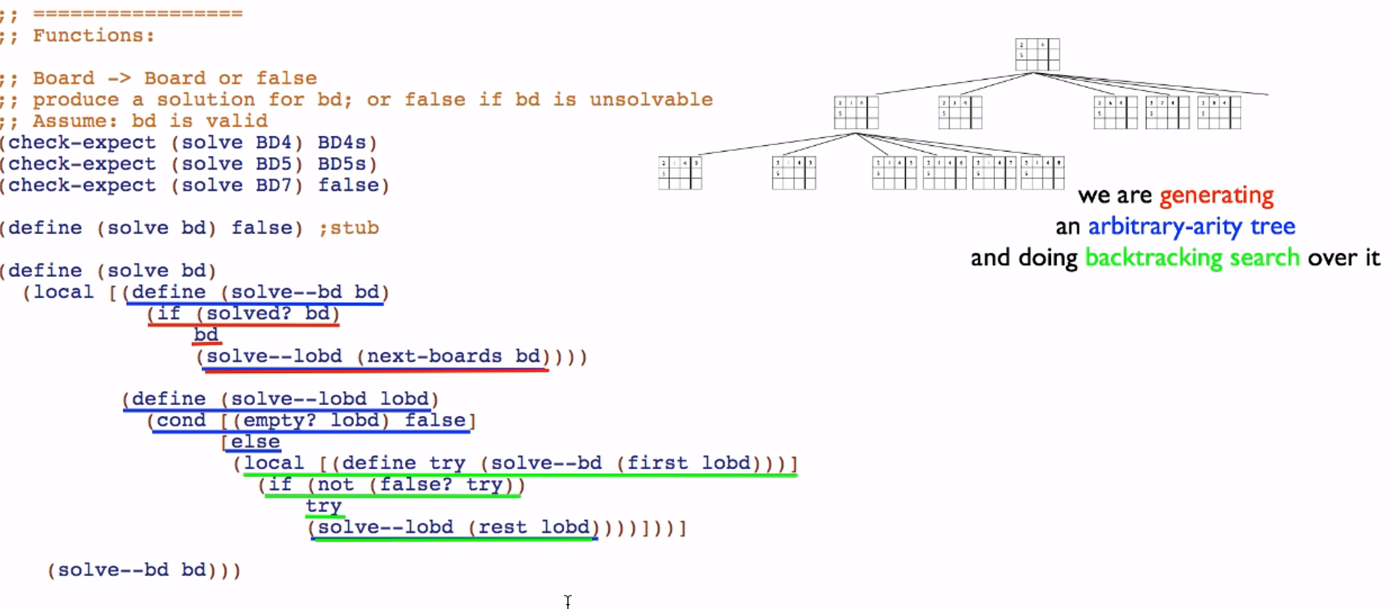 ;; =================
;; Functions:
;; Board -> Board or false
;; produce a solution for bd; or false if bd is unsolvable
;; Assume: bd is valid
(check-expect (solve BD4) BD4s)
(check-expect (solve BD5) BD5s)
(check-expect (solve BD7) false)
(define (solve bd) false) ;stub
(define (solve bd)
(local [(define (solve--bd bd)
(if (solved? bd)
bd
(solve--lobd (next-boards bd))))
(define (solve--lobd lobd)
(cond [(empty? lobd) false]
[else
(local [(define try (solve--bd (first lobd)))]
(if (not (false? try))
try
(solve--lobd (rest lobd))))]))]
(solve--bd bd)))
we are generating
an arbitrary-arity tree
and doing backtracking search over it